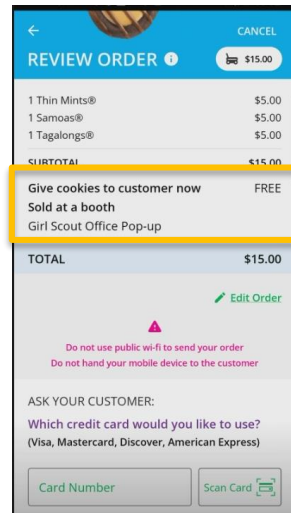 CANCEL
REVIEW ORDER i
$15.00
1 Thin Mints® $5.00
1 Samoas® $5.00
1 Tagalongs® $5.00
SUBTOTAL $15.00
Give cookies to customer now FREE
Sold at a booth
Girl Scout Office Pop-up
TOTAL $15.00
Edit Order
Do not use public wi-fi to send your order
Do not hand your mobile device to the customer
ASK YOUR CUSTOMER:
Which credit card would you like to use?
(Visa, Mastercard, Discover, American Express)
Card Number Scan Card